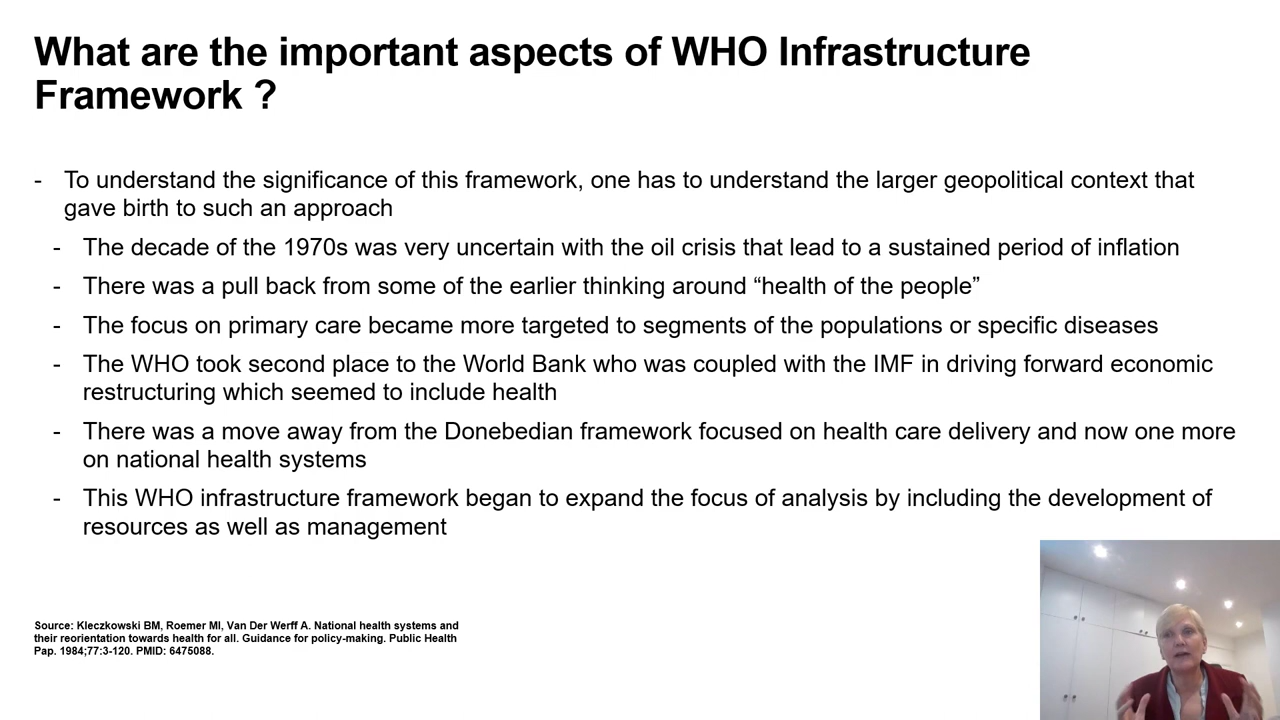 What are the important aspects of WHO Infrastructure
Framework ?
- To understand the significance of this framework, one has to understand the larger geopolitical context that
gave birth to such an approach
- The decade of the 1970s was very uncertain with the oil crisis that lead to a sustained period of inflation
- There was a pull back from some of the earlier thinking around “health of the people”
- The focus on primary care became more targeted to segments of the populations or specific diseases
- The WHO took second place to the World Bank who was coupled with the IMF in driving forward economic
restructuring which seemed to include health
- There was a move away from the Donebedian framework focused on health care delivery and now one more
on national health systems
- This WHO infrastructure framework began to expand the focus of analysis by including the development of
resources as well as management
Source: Kleczkowski BM, Roemer MI, Van Der Werff A. National health systems and
their reorientation towards health for all. Guidance for policy-making. Public Health
Pap. 1984;77:3-120. PMID: 6475088.